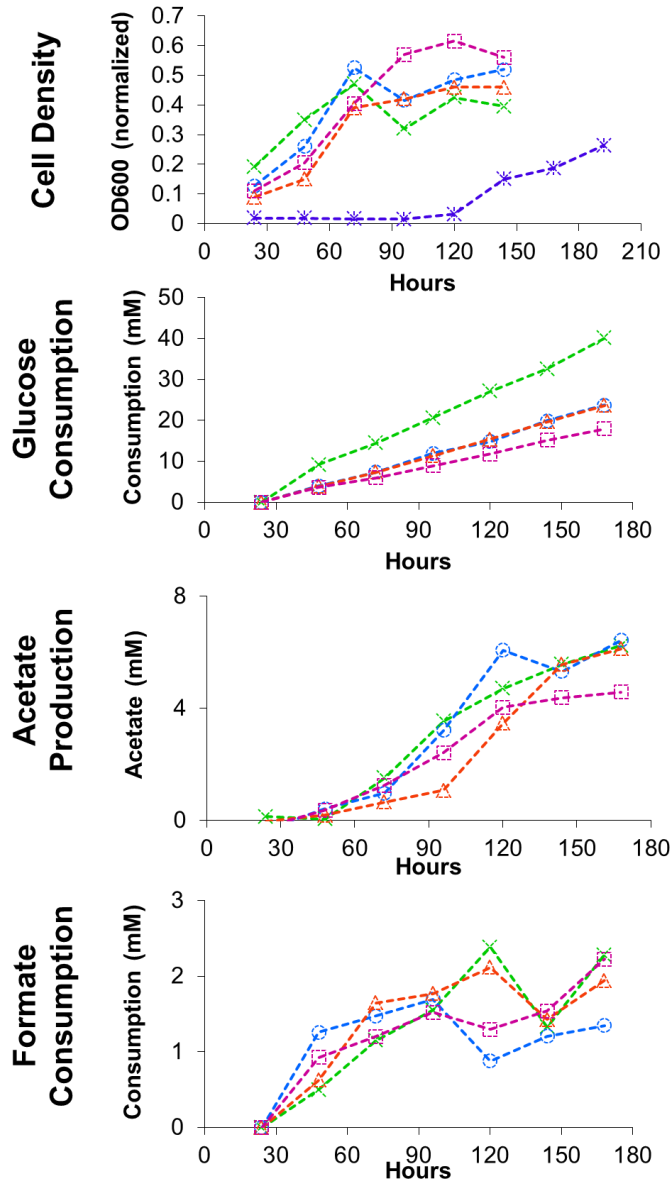 Cell Density
OD600 (normalized)
0.7
0.6
0.5
0.4
0.3
0.2
0.1
0
0 30 60 90 120 150 180 210
Hours
Glucose
Consumption
Consumption (mM)
50
40
30
20
10
0
0 30 60 90 120 150 180
Hours
Acetate
Production
Acetate (mM)
8
4
0
0 30 60 90 120 150 180
Hours
Formate
Consumption
Consumption (mM)
3
2
1
0
0 30 60 90 120 150 180
Hours